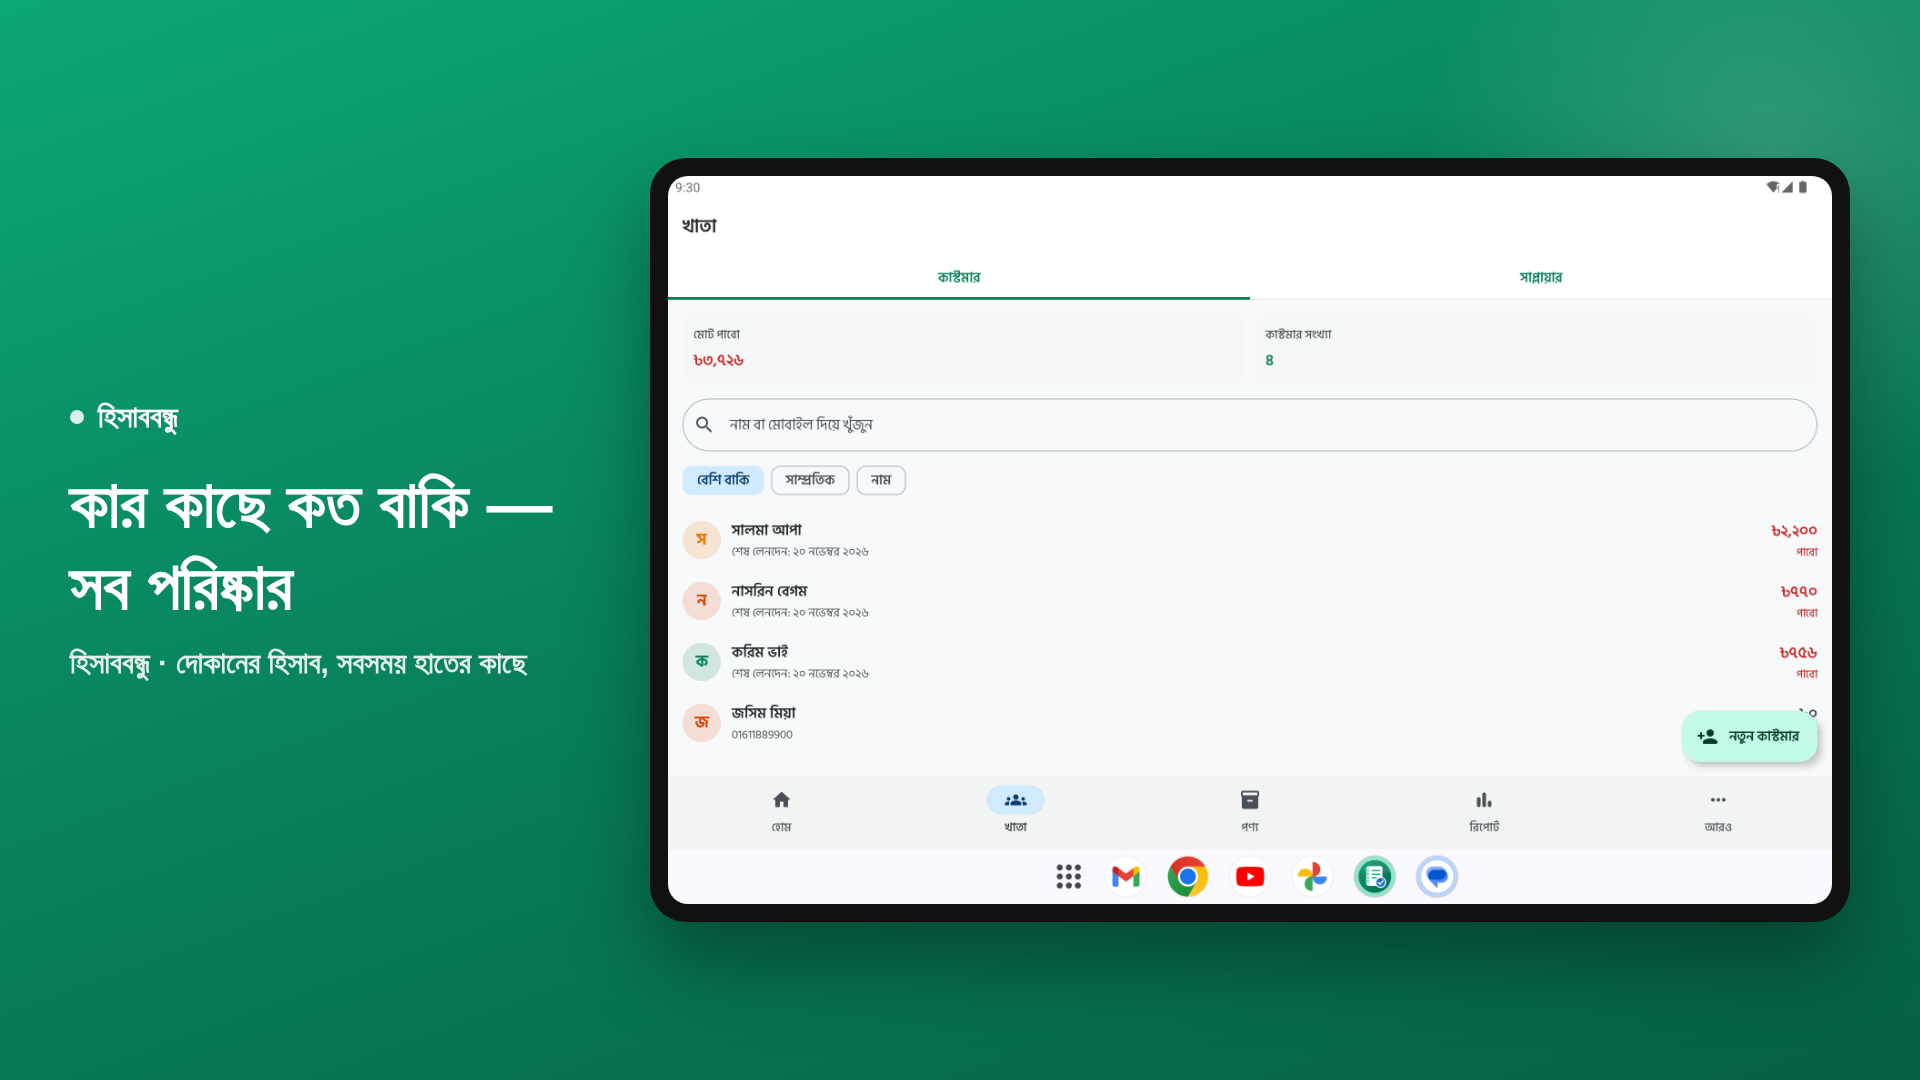 হিসাববন্ধু
কার কাছে কত বাকি —
সব পরিষ্কার
হিসাববন্ধু · দোকানের হিসাব, সবসময় হাতের কাছে
9:30
খাতা
কাস্টমার
সাপ্লায়ার
মোট পাবো
৳৩,৭২৬
কাস্টমার সংখ্যা
৪
নাম বা মোবাইল দিয়ে খুঁজুন
বেশি বাকি
সাম্প্রতিক
নাম
স
সালমা আপা
শেষ লেনদেন: ২০ নভেম্বর ২০২৬
৳২,২০০
পাবো
ন
নাসরিন বেগম
শেষ লেনদেন: ২০ নভেম্বর ২০২৬
৳৭৭০
পাবো
ক
করিম ভাই
শেষ লেনদেন: ২০ নভেম্বর ২০২৬
৳৭৫৬
পাবো
জ
জসিম মিয়া
01611889900
নতুন কাস্টমার
হোম
খাতা
পণ্য
রিপোর্ট
আরও